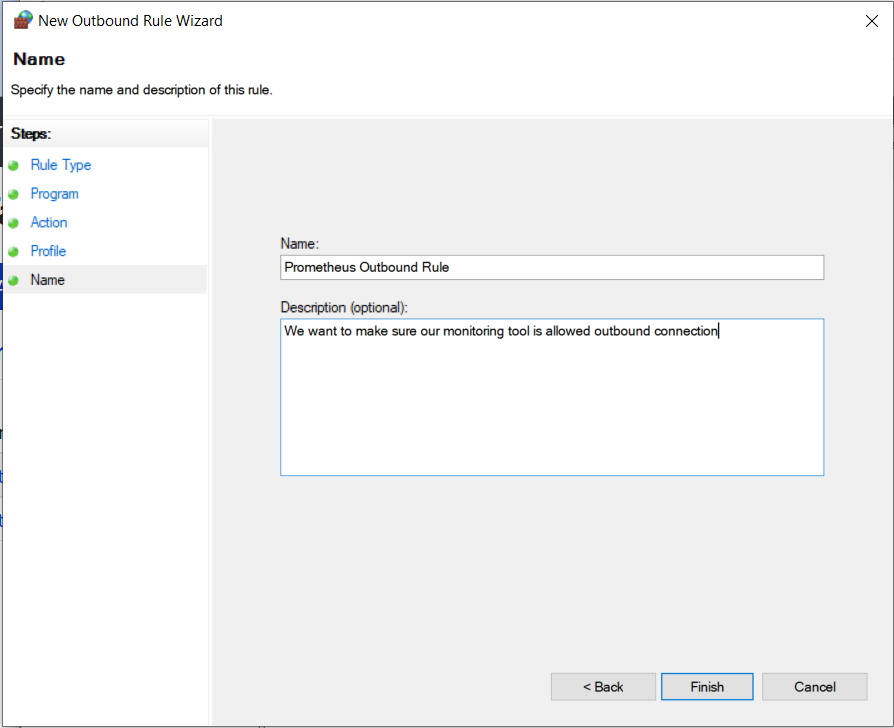 New Outbound Rule Wizard
Name
Specify the name and description of this rule.
Steps:
Rule Type
Program
Action
Profile
Name
Name:
Prometheus Outbound Rule
Description (optional):
We want to make sure our monitoring tool is allowed outbound connection
< Back
Finish
Cancel